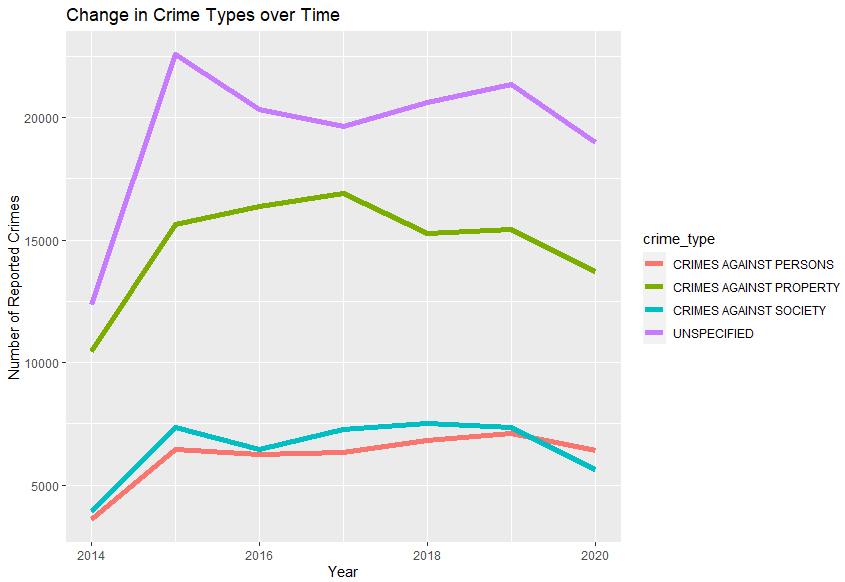 Change in Crime Types over Time
Number of Reported Crimes
20000
15000
10000
5000
2014
2016
2018
2020
Year
crime_type
CRIMES AGAINST PERSONS
CRIMES AGAINST PROPERTY
CRIMES AGAINST SOCIETY
UNSPECIFIED